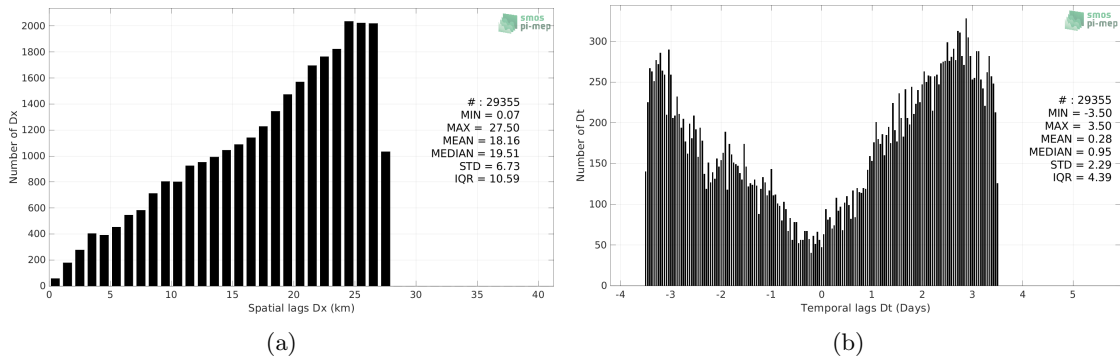 2000
1800
1600
1400
1200
1000
800
600
400
200
0
Number of Dx
0 5 10 15 20 25 30 35 40
Spatial lags Dx (km)
smos
pi-mep
# : 29355
MIN = 0.07
MAX = 27.50
MEAN = 18.16
MEDIAN = 19.51
STD = 6.73
IQR = 10.59
(a)
300
250
200
150
100
50
0
Number of Dt
-4 -3 -2 -1 0 1 2 3 4 5
Temporal lags Dt (Days)
smos
pi-mep
# : 29355
MIN = -3.50
MAX = 3.50
MEAN = 0.28
MEDIAN = 0.95
STD = 2.29
IQR = 4.39
(b)